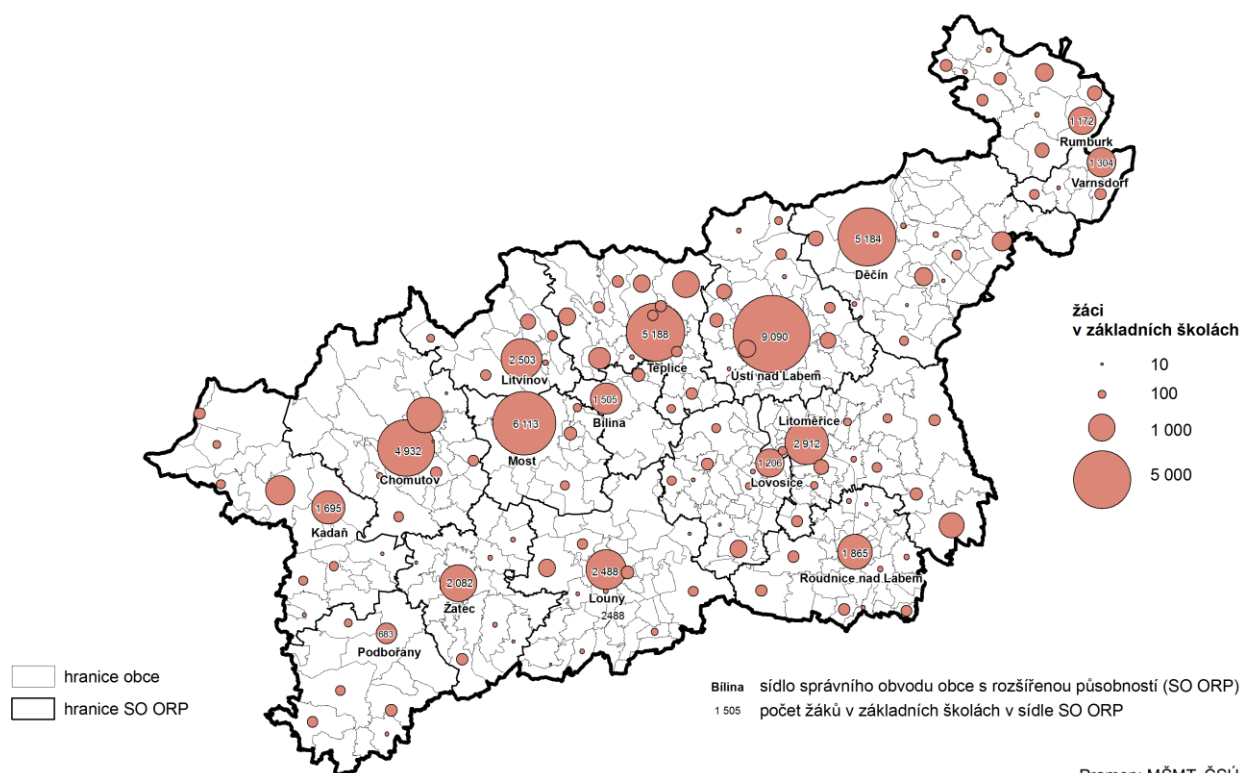 1 172
Rumburk
1 304
Varnsdorf
5 184
Děčín
žáci
v základních školách
10
100
1 000
5 000
9 090
Ústí nad Labem
5 188
Teplice
2 503
Litvínov
1 505
Bílina
6 113
Most
Litoměřice
2 912
1 206
Lovosice
4 932
Chomutov
1 695
Kadaň
1 865
Roudnice nad Labem
2 488
Louny
2488
2 082
Žatec
683
Podbořany
hranice obce
hranice SO ORP
Bílina sídlo správního obvodu obce s rozšířenou působností (SO ORP)
1 505 počet žáků v základních školách v sídle SO ORP